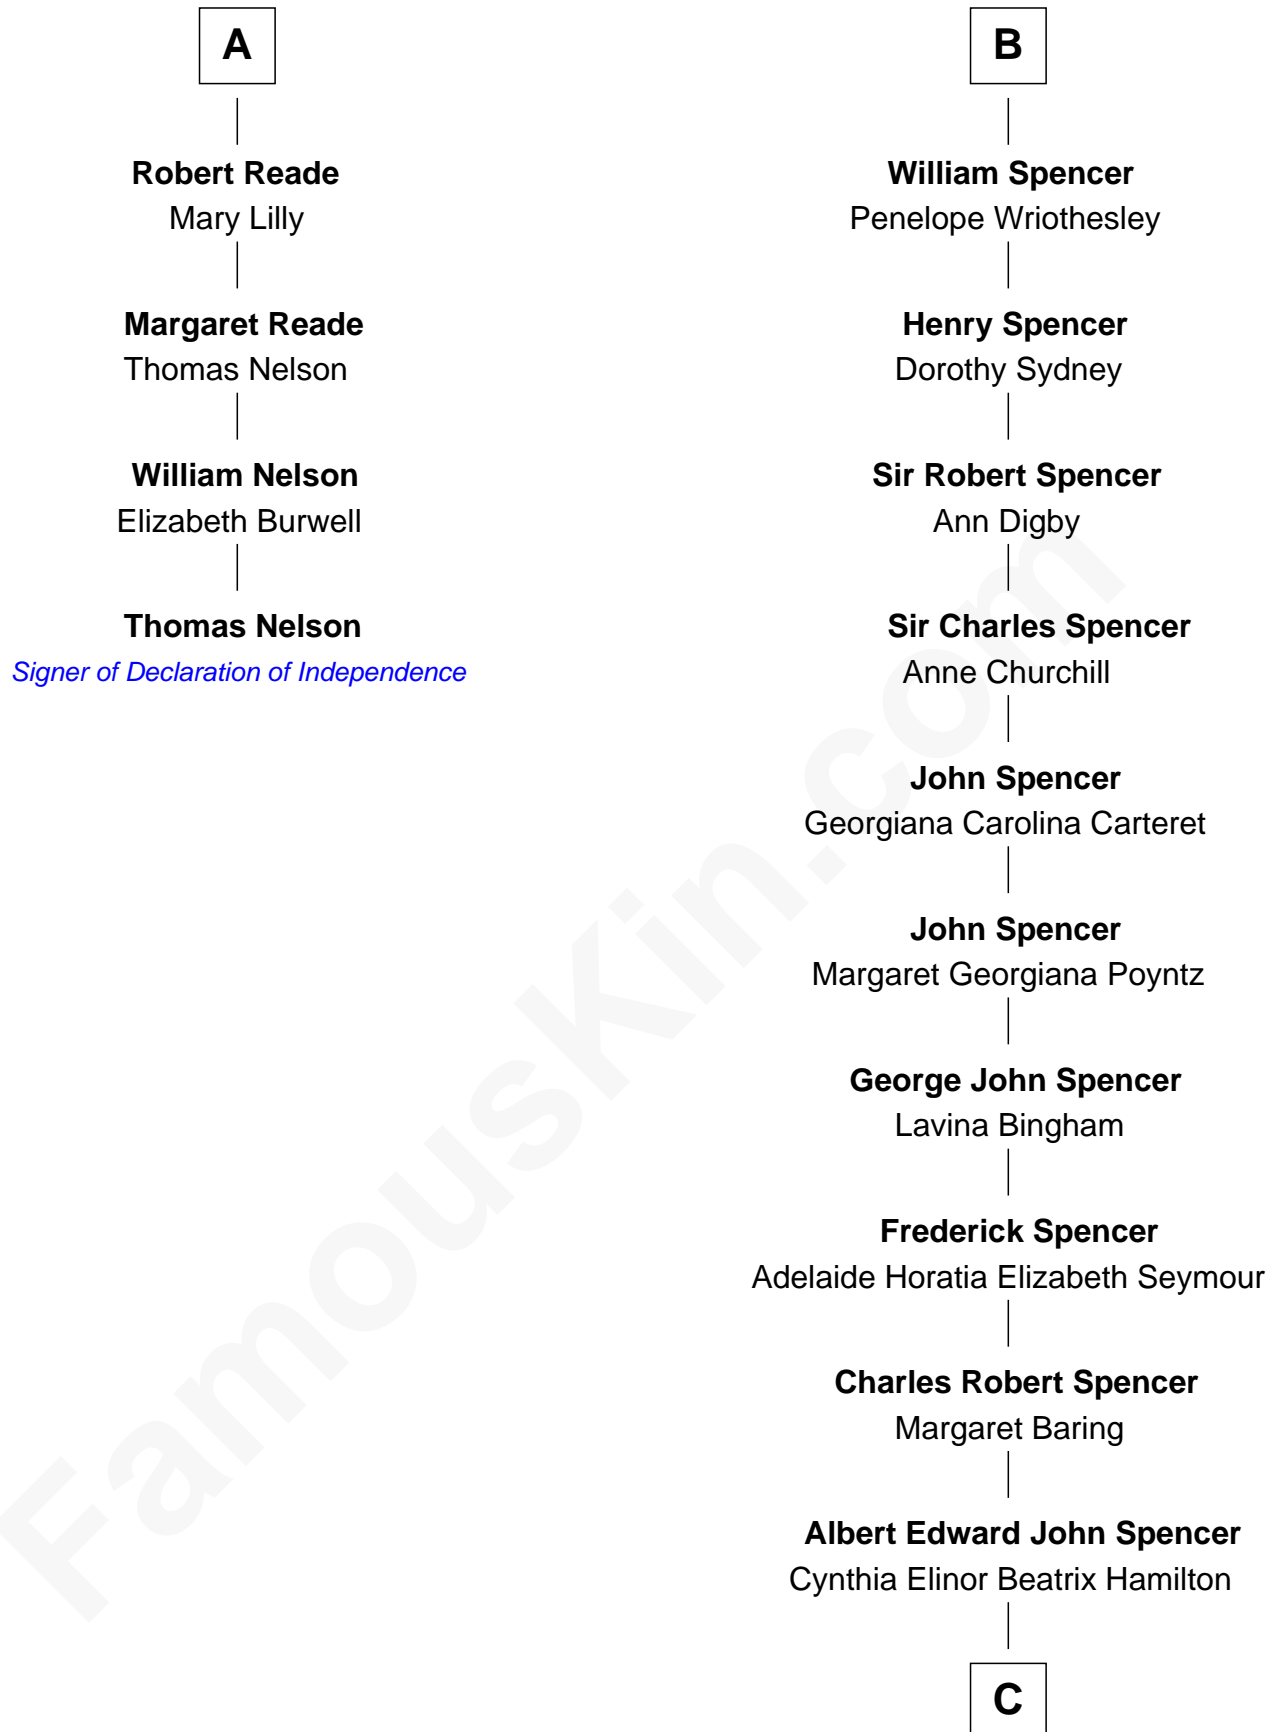 A
Robert Reade
Mary Lilly
Margaret Reade
Thomas Nelson
William Nelson
Elizabeth Burwell
Thomas Nelson
Signer of Declaration of Independence
B
William Spencer
Penelope Wriothesley
Henry Spencer
Dorothy Sydney
Sir Robert Spencer
Ann Digby
Sir Charles Spencer
Anne Churchill
John Spencer
Georgiana Carolina Carteret
John Spencer
Margaret Georgiana Poyntz
George John Spencer
Lavina Bingham
Frederick Spencer
Adelaide Horatia Elizabeth Seymour
Charles Robert Spencer
Margaret Baring
Albert Edward John Spencer
Cynthia Elinor Beatrix Hamilton
C
FamousKin.com